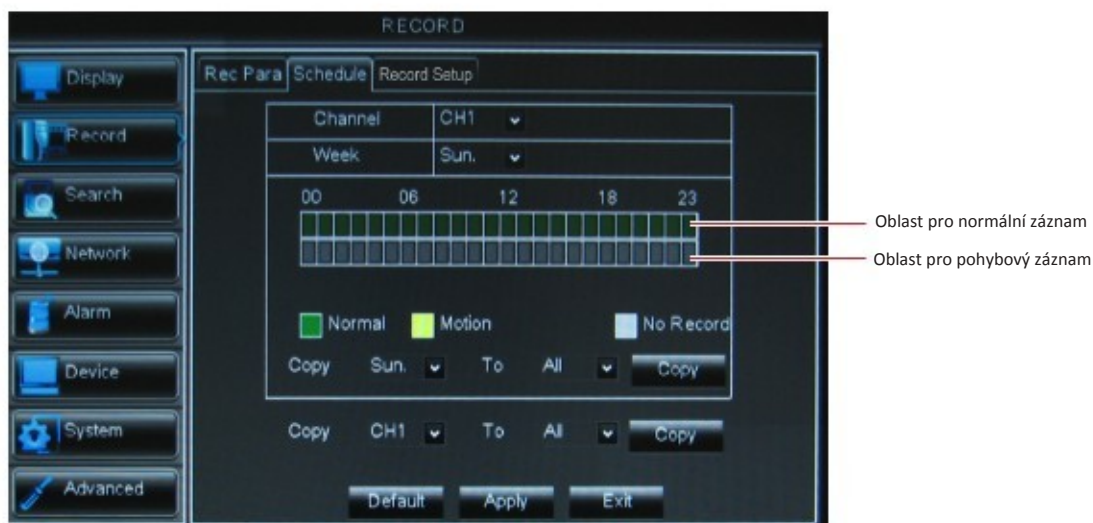 RECORD
Display
Record
Search
Network
Alarm
Device
System
Advanced
Rec Para Schedule Record Setup
Channel CH1
Week Sun.
00 06 12 18 23
Normal Motion No Record
Copy Sun. To All Copy
Copy CH1 To All Copy
Default Apply Exit
Oblast pro normální záznam
Oblast pro pohybový záznam